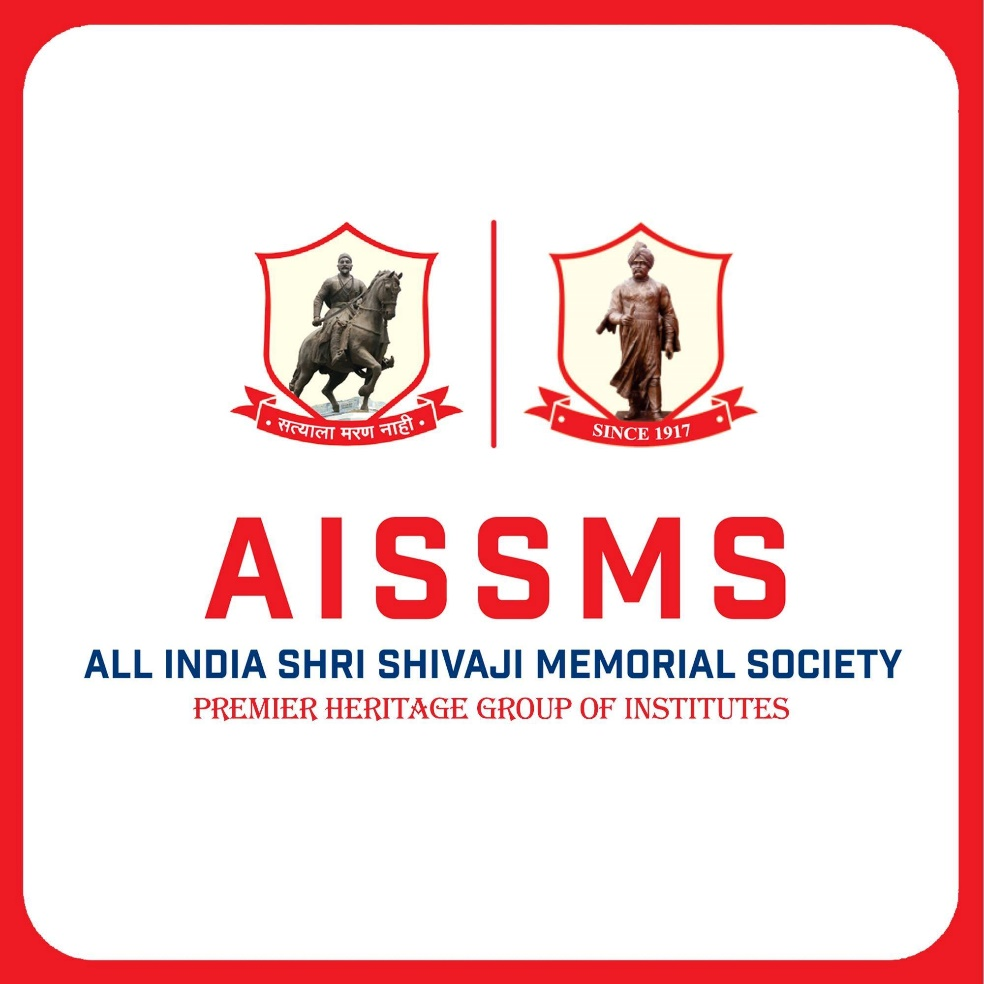 • सत्याला मरण नाही •
• SINCE 1917 •
AISSMS
ALL INDIA SHRI SHIVAJI MEMORIAL SOCIETY
PREMIER HERITAGE GROUP OF INSTITUTES